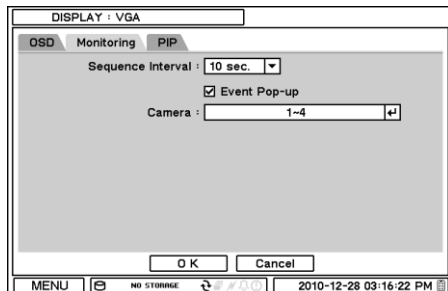 DISPLAY : VGA
OSD Monitoring PIP
Sequence Interval : 10 sec.
Event Pop-up
Camera : 1~4
OK Cancel
MENU NO STORAGE 2010-12-28 03:16:22 PM